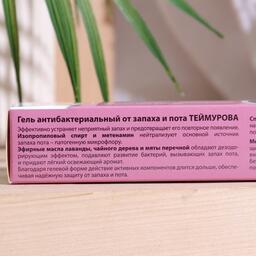 Гель антибактериальный от запаха и пота ТЕЙМУРОВА
Эффективно устраняет неприятный запах и предотвращает его повторное появление.
Изопропиловый спирт и метенамин нейтрализуют основной источник
запаха пота – патогенную микрофлору.
Эфирные масла лаванды, чайного дерева и мяты перечной обладают дезодо-
рирующим эффектом, подавляют развитие бактерий, вызывающих запах пота,
и придают лёгкий освежающий аромат.
Благодаря гелевой форме действие активных компонентов длится дольше, обеспе-
чивая надёжную защиту от запаха и пота.